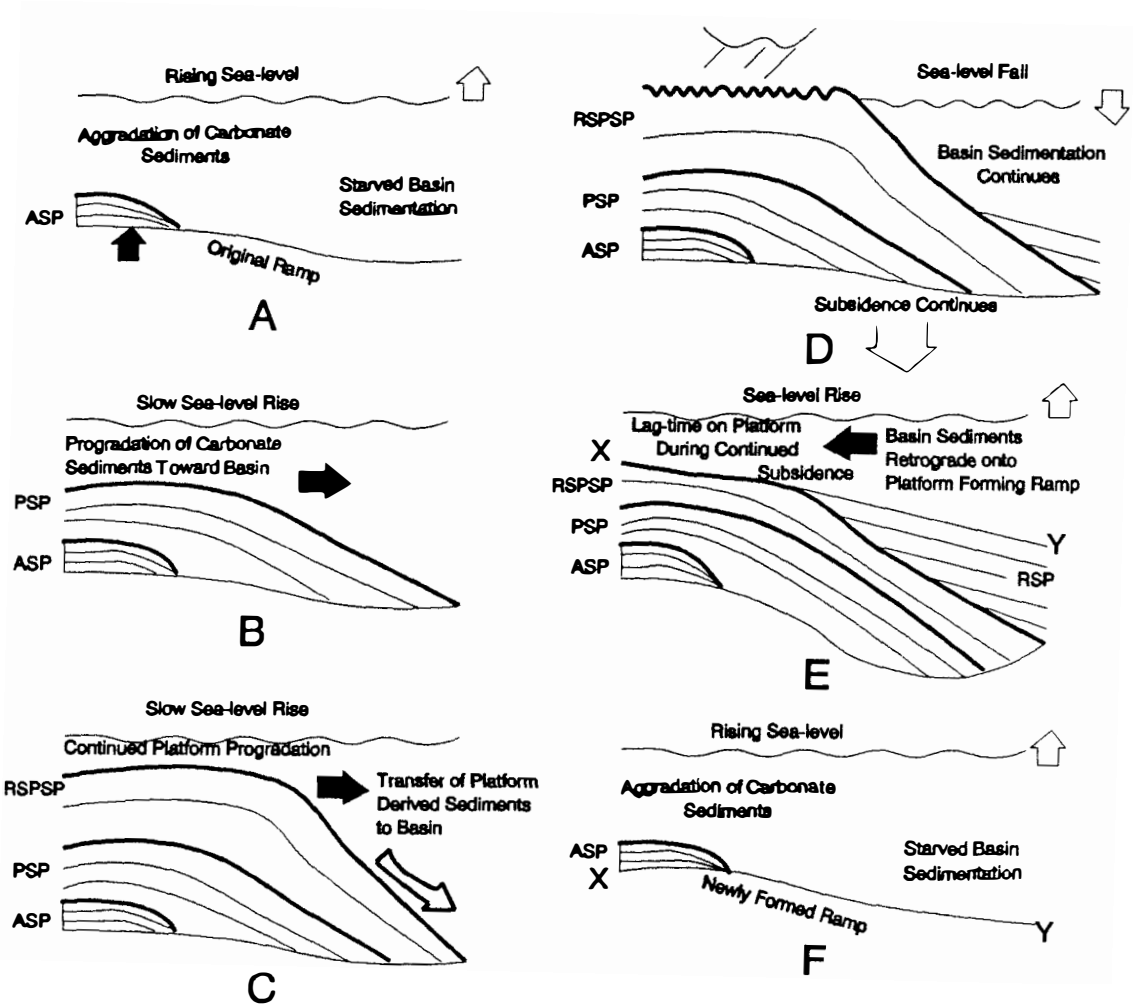 Rising Sea-level
Aggradation of Carbonate
Sediments
Starved Basin
Sedimentation
ASP
Original Ramp
A
Slow Sea-level Rise
Progradation of Carbonate
Sediments Toward Basin
PSP
ASP
B
Slow Sea-level Rise
Continued Platform Progradation
RSPSP
Transfer of Platform
Derived Sediments
to Basin
PSP
ASP
C
Sea-level Fall
RSPSP
Basin Sedimentation
Continues
PSP
ASP
Subsidence Continues
D
Sea-level Rise
Lag-time on Platform
During Continued
Subsidence
Basin Sediments
Retrograde onto
Platform Forming Ramp
X
RSPSP
PSP
Y
ASP
RSP
E
Rising Sea-level
Aggradation of Carbonate
Sediments
ASP
Starved Basin
Sedimentation
X
Newly Formed Ramp
Y
F